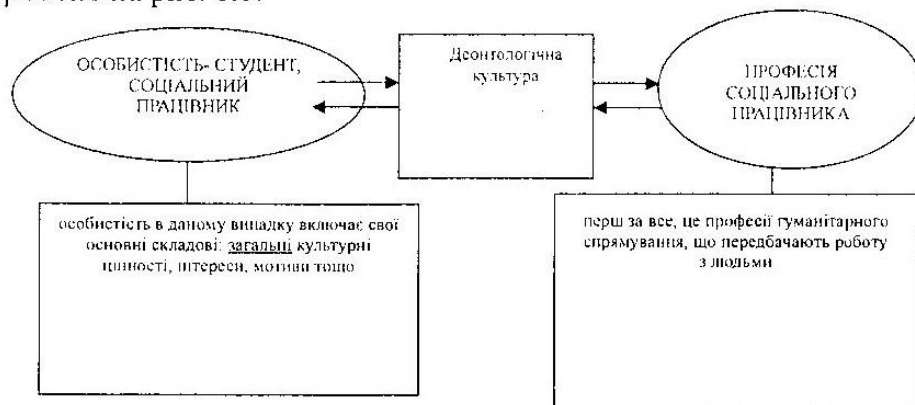 ОСОБИСТІСТЬ- СТУДЕНТ,
СОЦІАЛЬНИЙ
ПРАЦІВНИК
Деонтологічна
культура
ПРОФЕСІЯ
СОЦІАЛЬНОГО
ПРАЦІВНИКА
особистість в даному випадку включає свої
основні складові: загальні культурні
цінності, інтереси, мотиви тощо
перш за все, це професії гуманітарного
спрямування, що передбачають роботу
з людьми